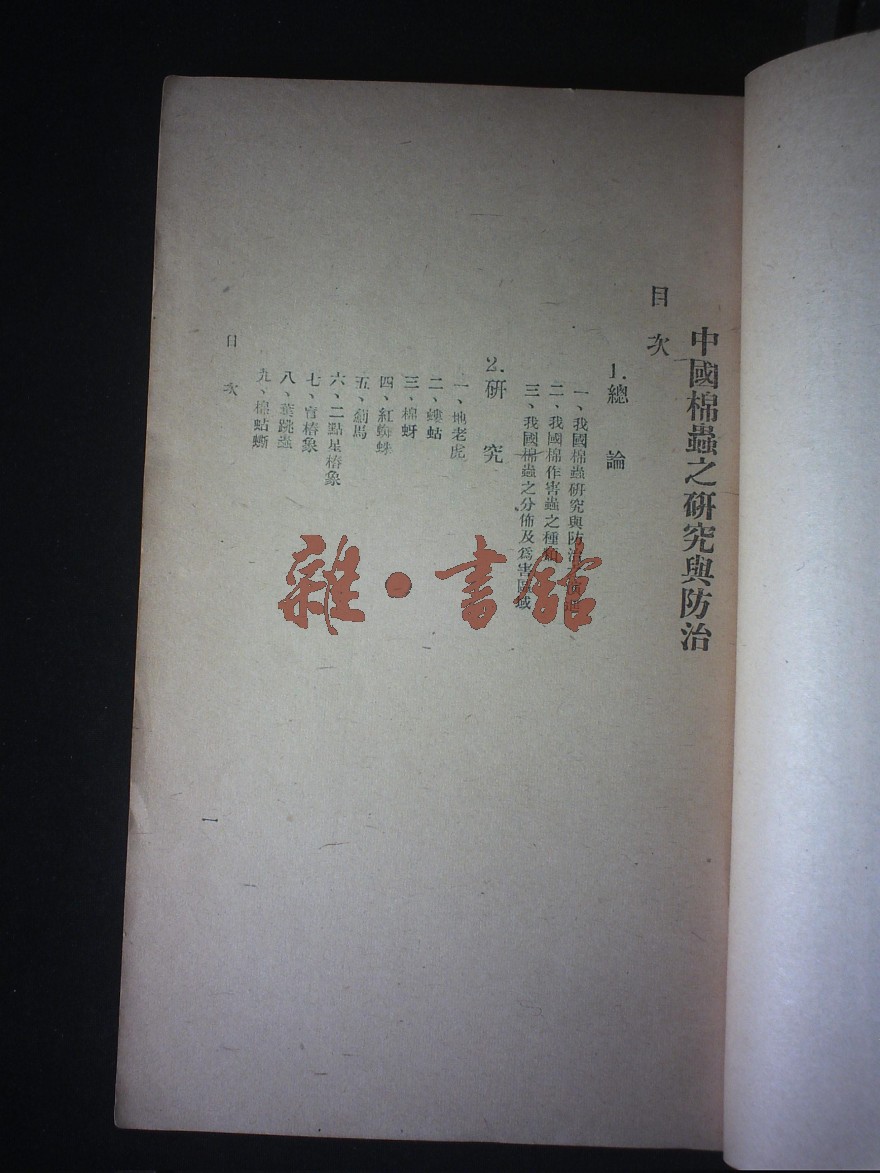 中國棉蟲之研究與防治
目次
1.總論
一、我國棉蟲研究與防治
二、我國棉作害蟲之種類
三、我國棉蟲之分佈及爲害區域
2.研究
一、地老虎
二、螻蛄
三、棉蚜
四、紅蜘蛛
五、薊馬
六、二點星椿象
七、盲椿象
八、葉跳蟲
九、棉蛄蟖
目次
一
雜·書館